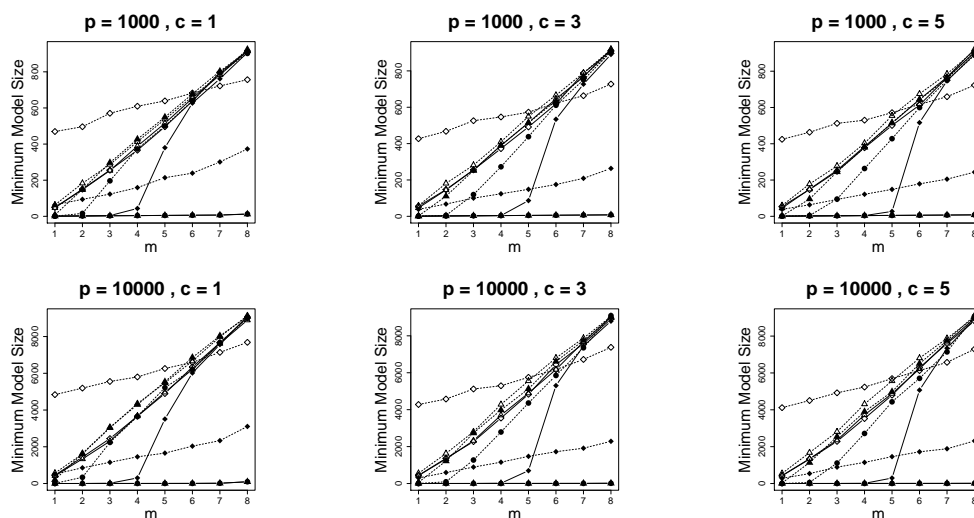 p = 1000 , c = 1
Minimum Model Size
0 200 400 600 800
1 2 3 4 5 6 7 8
m
p = 1000 , c = 3
Minimum Model Size
0 200 400 600 800
1 2 3 4 5 6 7 8
m
p = 1000 , c = 5
Minimum Model Size
0 200 400 600 800
1 2 3 4 5 6 7 8
m
p = 10000 , c = 1
Minimum Model Size
0 2000 4000 6000 8000
1 2 3 4 5 6 7 8
m
p = 10000 , c = 3
Minimum Model Size
0 2000 4000 6000 8000
1 2 3 4 5 6 7 8
m
p = 10000 , c = 5
Minimum Model Size
0 2000 4000 6000 8000
1 2 3 4 5 6 7 8
m